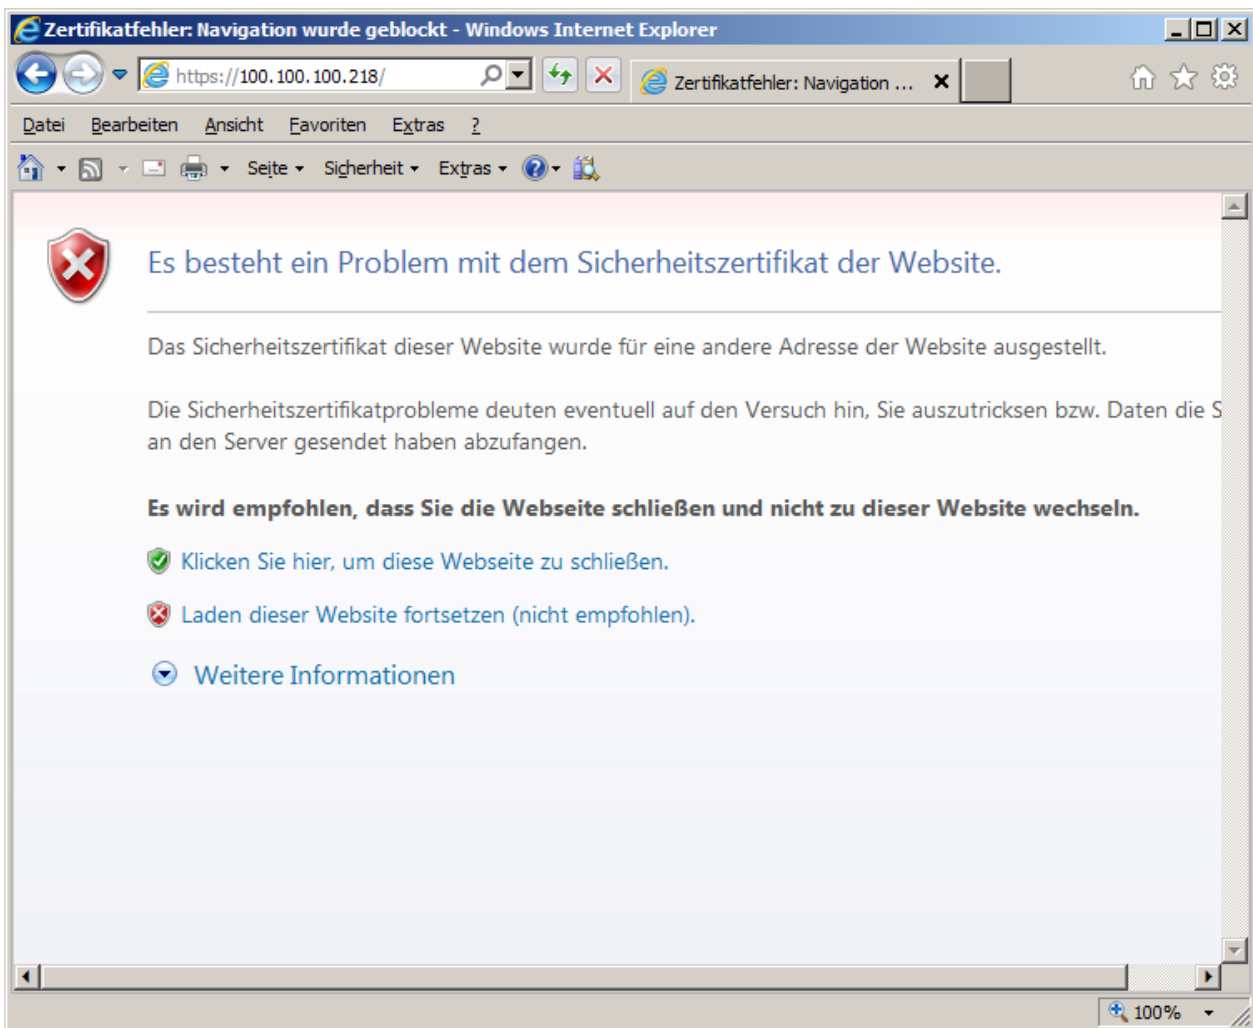 Zertifikatfehler: Navigation wurde geblockt - Windows Internet Explorer
https://100.100.100.218/
Zertifikatfehler: Navigation ...
Datei Bearbeiten Ansicht Favoriten Extras ?
Seite Sicherheit Extras
Es besteht ein Problem mit dem Sicherheitszertifikat der Website.
Das Sicherheitszertifikat dieser Website wurde für eine andere Adresse der Website ausgestellt.
Die Sicherheitszertifikatprobleme deuten eventuell auf den Versuch hin, Sie auszutricksen bzw. Daten die S
an den Server gesendet haben abzufangen.
Es wird empfohlen, dass Sie die Webseite schließen und nicht zu dieser Website wechseln.
Klicken Sie hier, um diese Webseite zu schließen.
Laden dieser Website fortsetzen (nicht empfohlen).
Weitere Informationen
100%